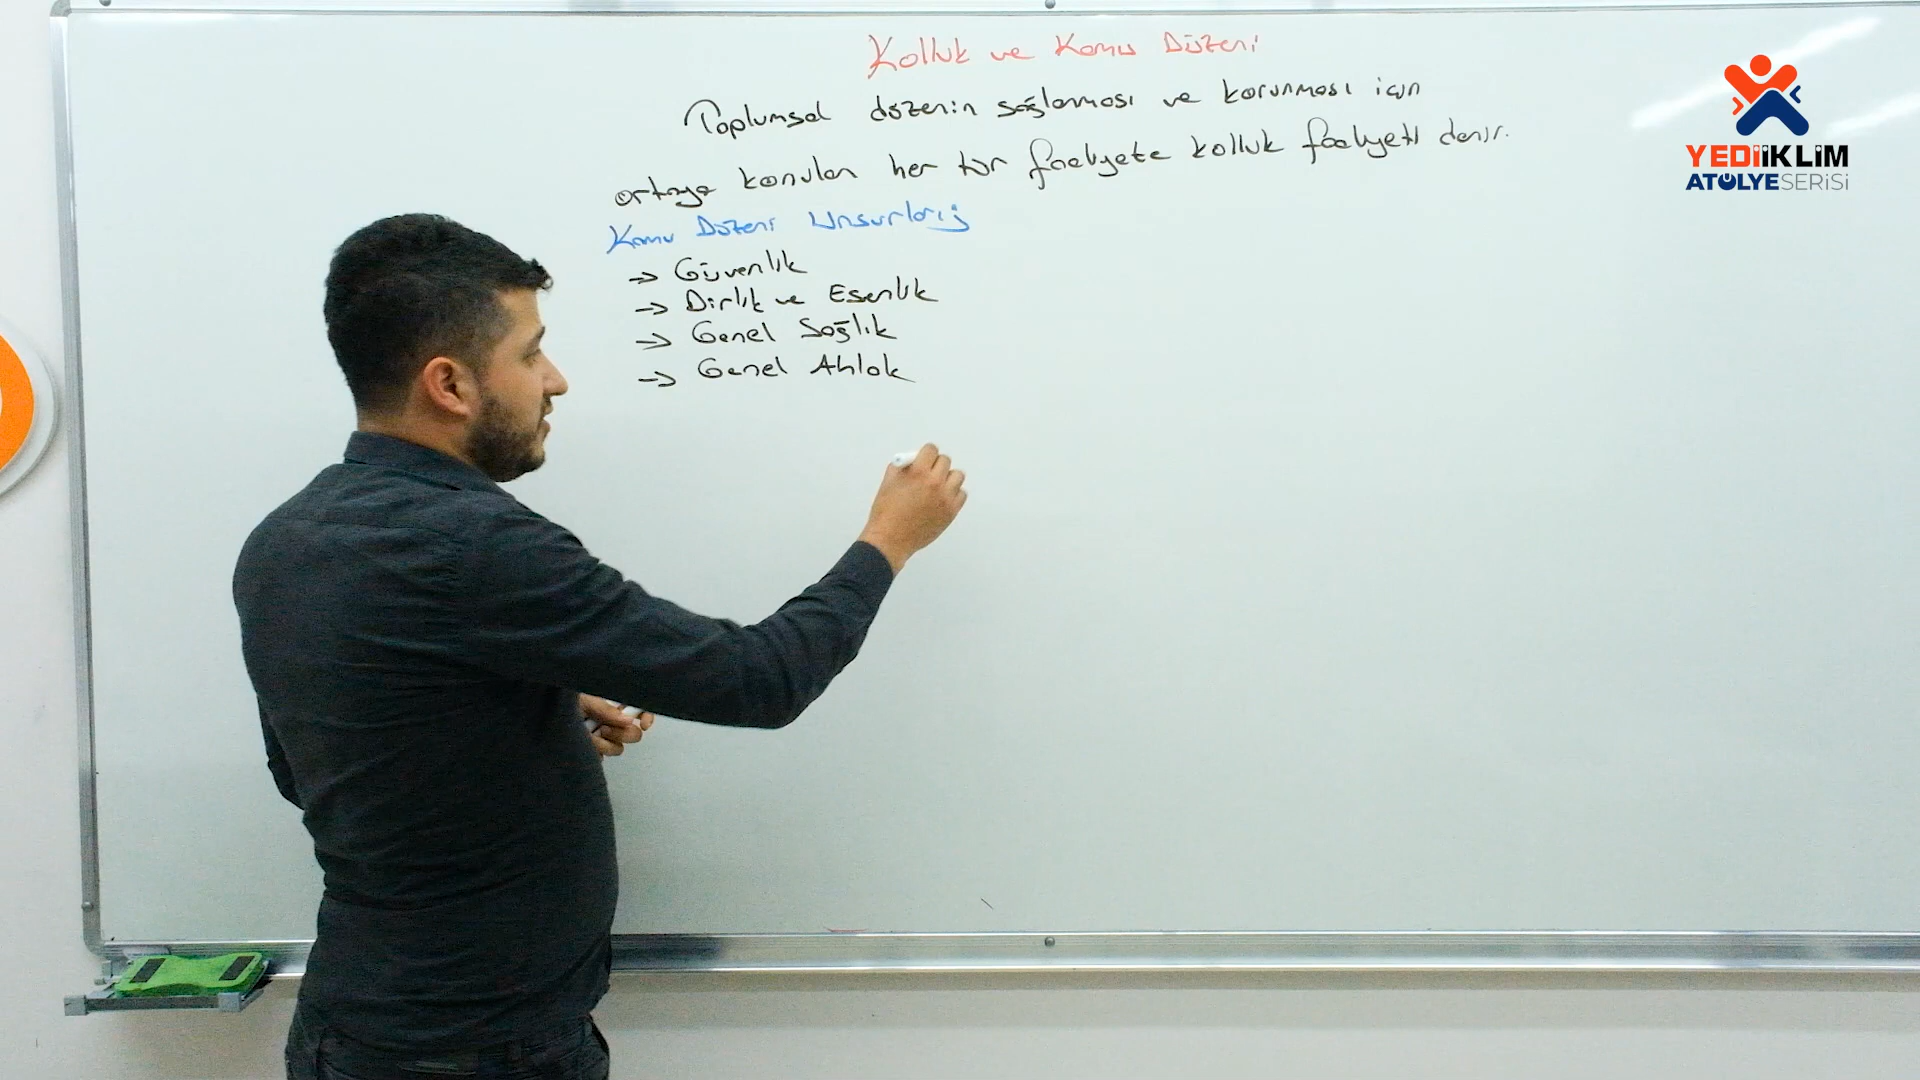 Kolluk ve Kamu Düzeni
Toplumsal düzenin sağlanması ve korunması için
ortaya konulan her tür faaliyete kolluk faaliyeti denir.
Kamu Düzeni Unsurları;
→ Güvenlik
→ Dirlik ve Esenlik
→ Genel Sağlık
→ Genel Ahlak
YEDİİKLİM
ATÖLYESERİSİ